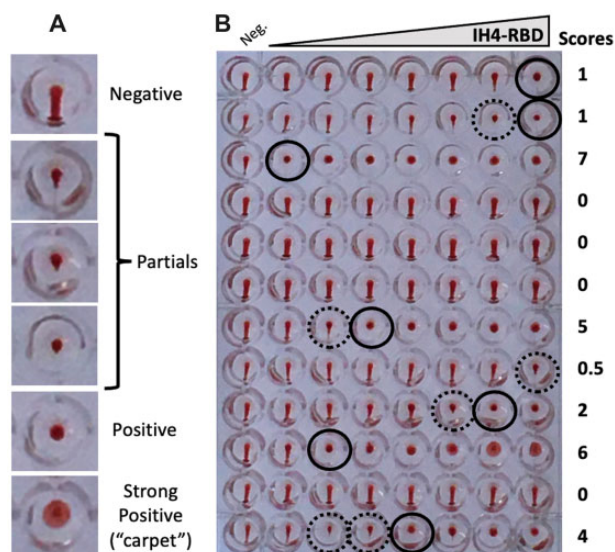 A
Negative
Partials
Positive
Strong
Positive
("carpet")
B
Neg.
IH4-RBD
Scores
1
1
7
0
0
0
5
0.5
2
6
0
4